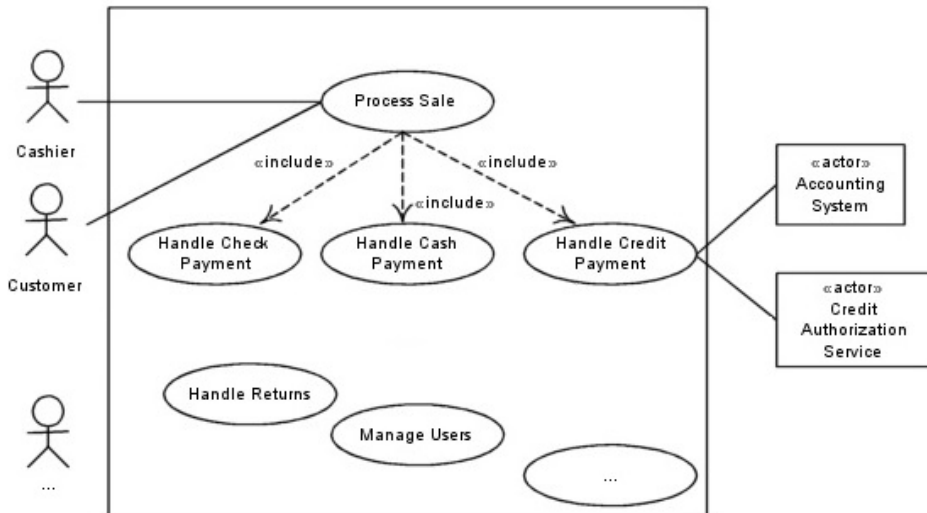 Process Sale
Cashier
«include»
«include»
«include»
«actor»
Accounting
System
Handle Check
Payment
Handle Cash
Payment
Handle Credit
Payment
Customer
«actor»
Credit
Authorization
Service
Handle Returns
Manage Users
...
...